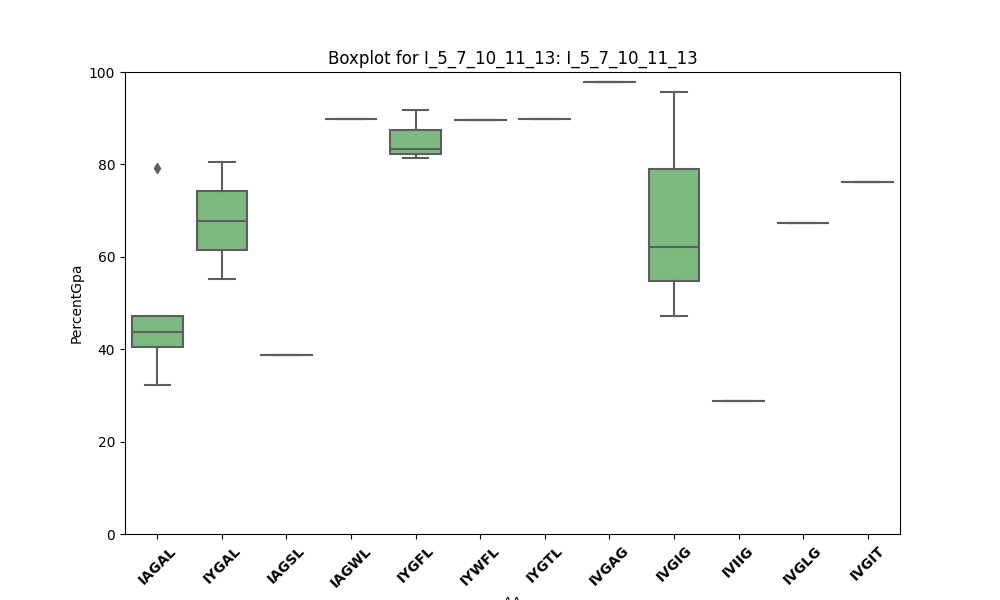 Boxplot for I_5_7_10_11_13: I_5_7_10_11_13
100
80
60
40
20
0
PercentGpa
IAGAL
IYGAL
IAGSL
IAGWL
IYGFL
IYWFL
IYGTL
IVGAG
IVGIG
IVIIG
IVGLG
IVGIT
AA